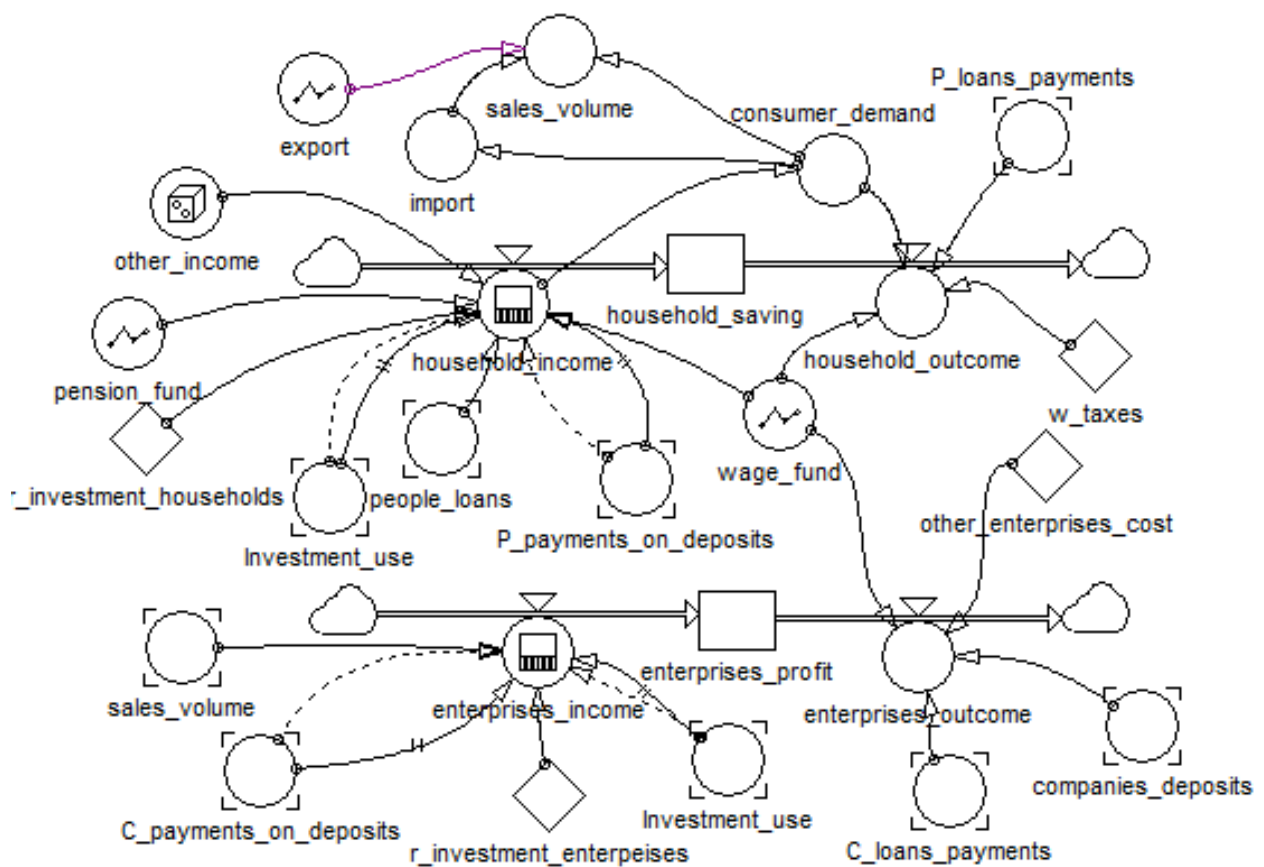 P_loans_payments
sales_volume
consumer_demand
export
import
other_income
household_saving
household_income
household_outcome
pension_fund
w_taxes
wage_fund
r_investment_households
people_loans
other_enterprises_cost
P_payments_on_deposits
Investment_use
enterprises_profit
sales_volume
enterprises_income
enterprises_outcome
companies_deposits
Investment_use
C_payments_on_deposits
r_investment_enterpeises
C_loans_payments